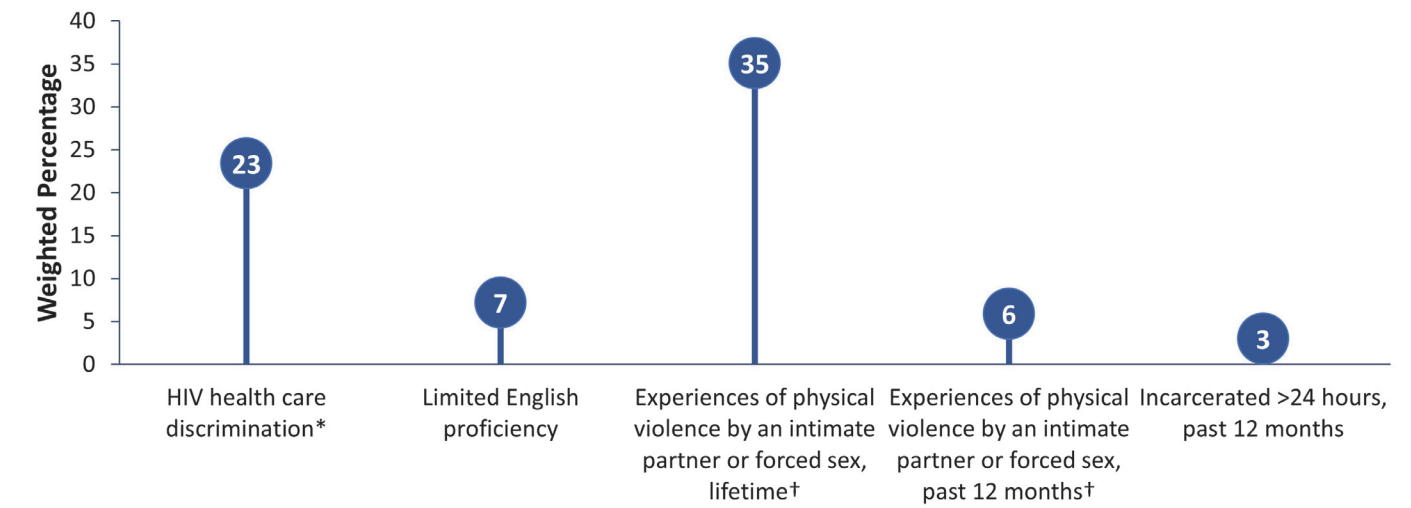 Weighted Percentage
40
35
30
25
20
15
10
5
0
23
7
35
6
3
HIV health care
discrimination*
Limited English
proficiency
Experiences of physical
violence by an intimate
partner or forced sex,
lifetime†
Experiences of physical
violence by an intimate
partner or forced sex,
past 12 months†
Incarcerated >24 hours,
past 12 months